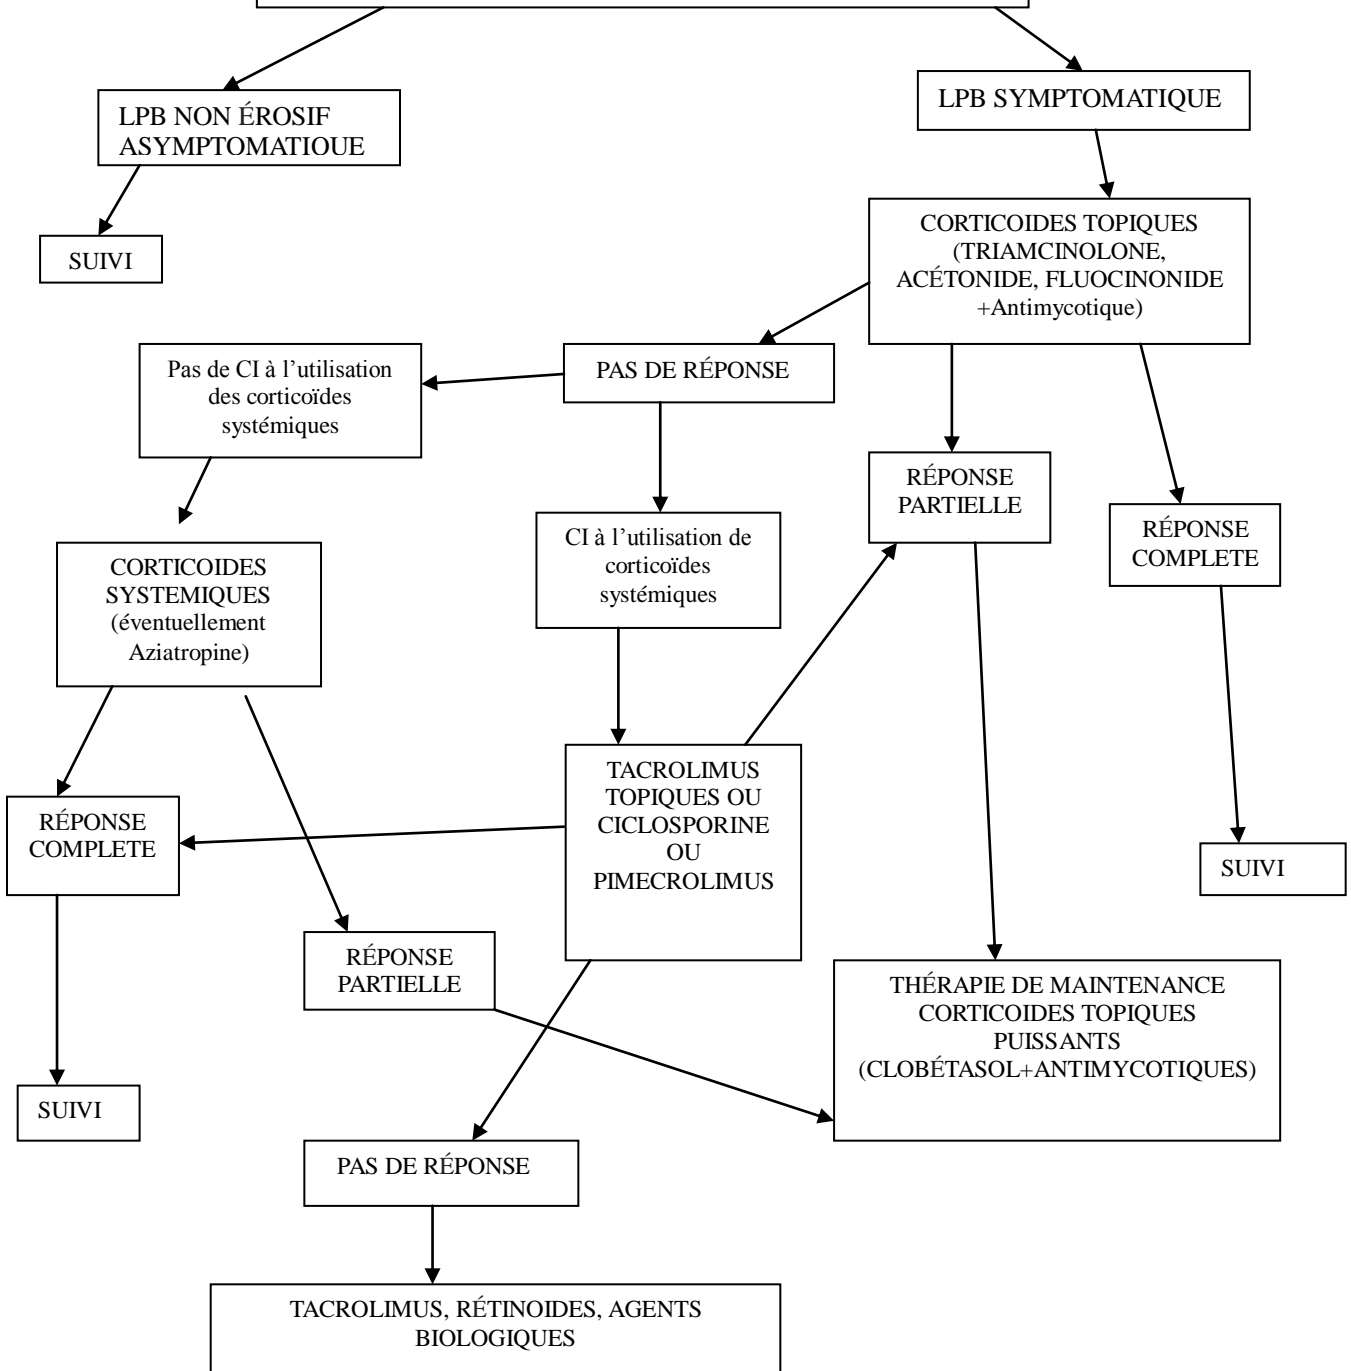 LPB NON ÉROSIF
ASYMPTOMATIQUE
LPB SYMPTOMATIQUE
SUIVI
CORTICOIDES TOPIQUES
(TRIAMCINOLONE,
ACÉTONIDE, FLUOCINONIDE
+Antimycotique)
Pas de CI à l’utilisation
des corticoïdes
systémiques
PAS DE RÉPONSE
RÉPONSE
PARTIELLE
RÉPONSE
COMPLETE
CI à l’utilisation de
corticoïdes
systémiques
CORTICOIDES
SYSTEMIQUES
(éventuellement
Aziatropine)
TACROLIMUS
TOPIQUES OU
CICLOSPORINE
OU
PIMECROLIMUS
RÉPONSE
COMPLETE
SUIVI
RÉPONSE
PARTIELLE
THÉRAPIE DE MAINTENANCE
CORTICOIDES TOPIQUES
PUISSANTS
(CLOBÉTASOL+ANTIMYCOTIQUES)
SUIVI
PAS DE RÉPONSE
TACROLIMUS, RÉTINOIDES, AGENTS
BIOLOGIQUES